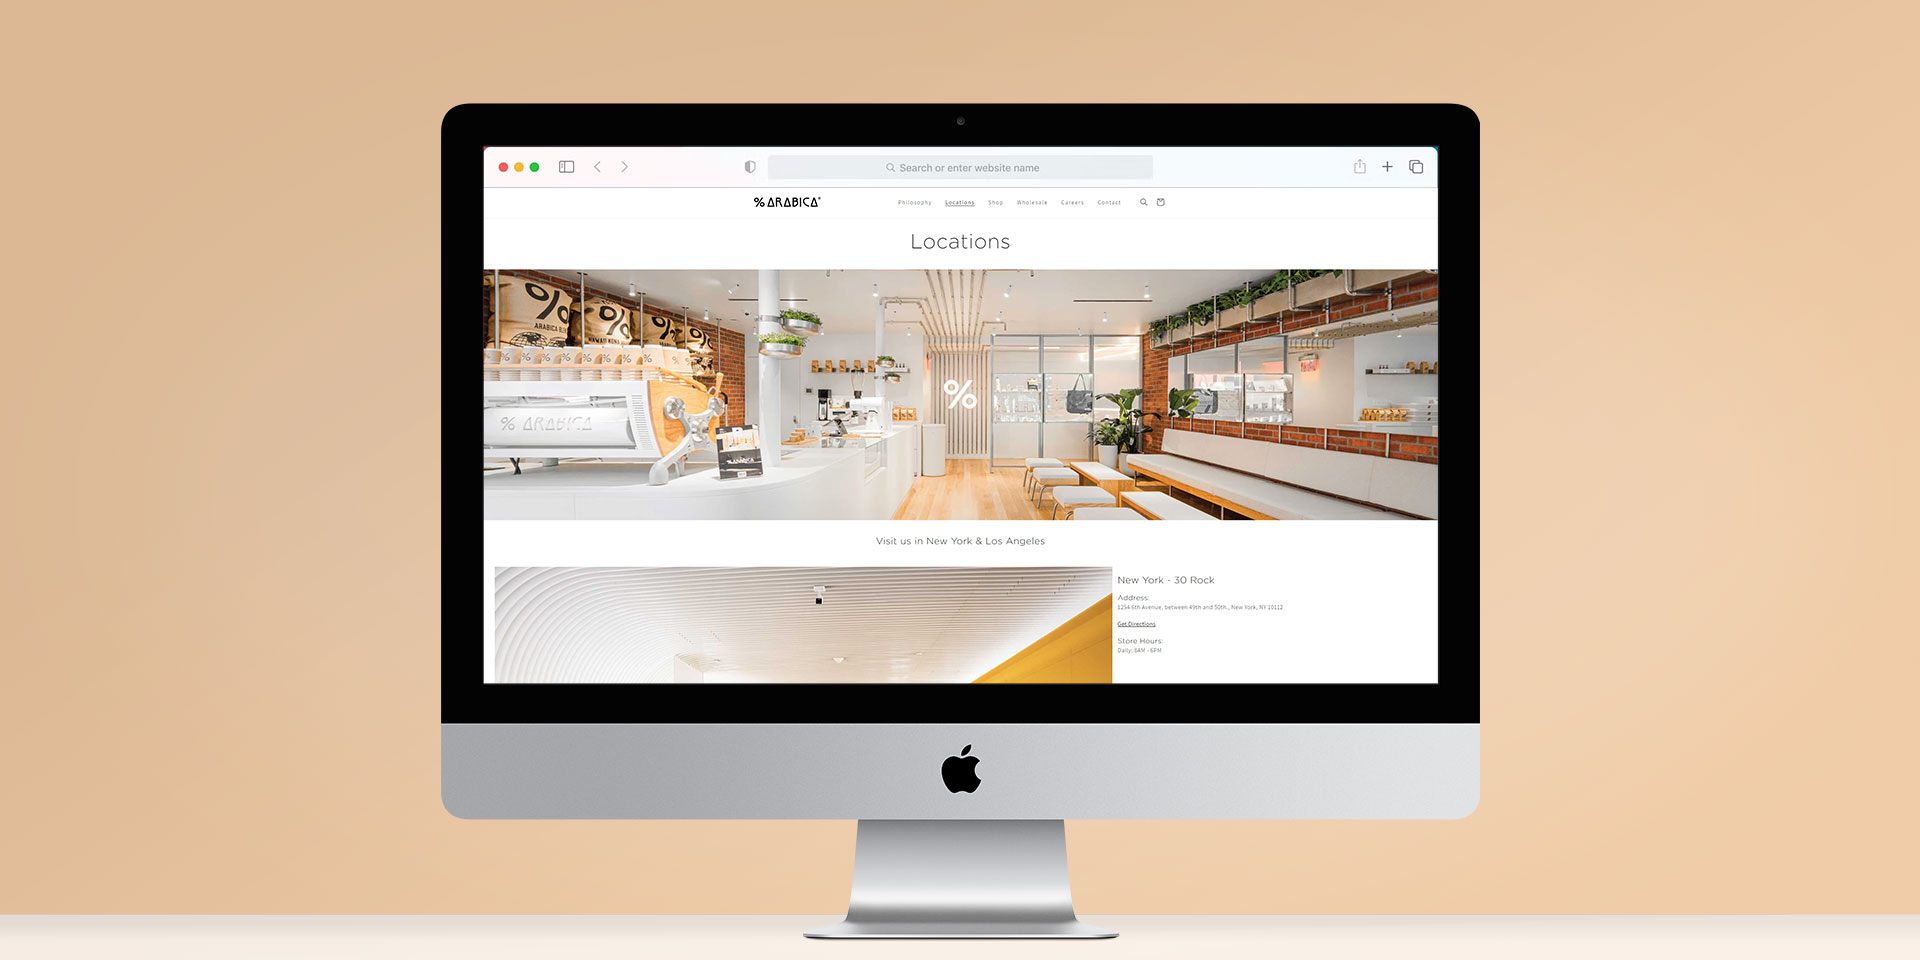 Search or enter website name
% ARABICA
Philosophy Locations Shop Wholesale Careers Contact
Locations
%
ARABICA
% ARABICA
%
Visit us in New York & Los Angeles
New York - 30 Rock
Address:
1254 6th Avenue, between 49th and 50th., New York, NY 10112
Get Directions
Store Hours:
Daily: 8AM - 6PM